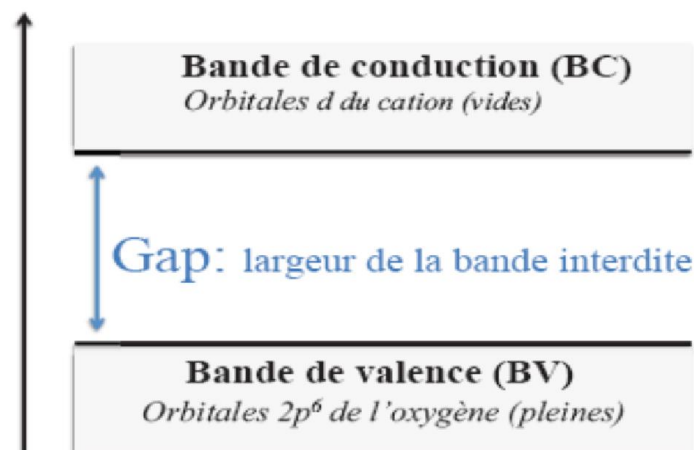 Bande de conduction (BC)
Orbitales d du cation (vides)
Gap: largeur de la bande interdite
Bande de valence (BV)
Orbitales 2p⁶ de l'oxygène (pleines)